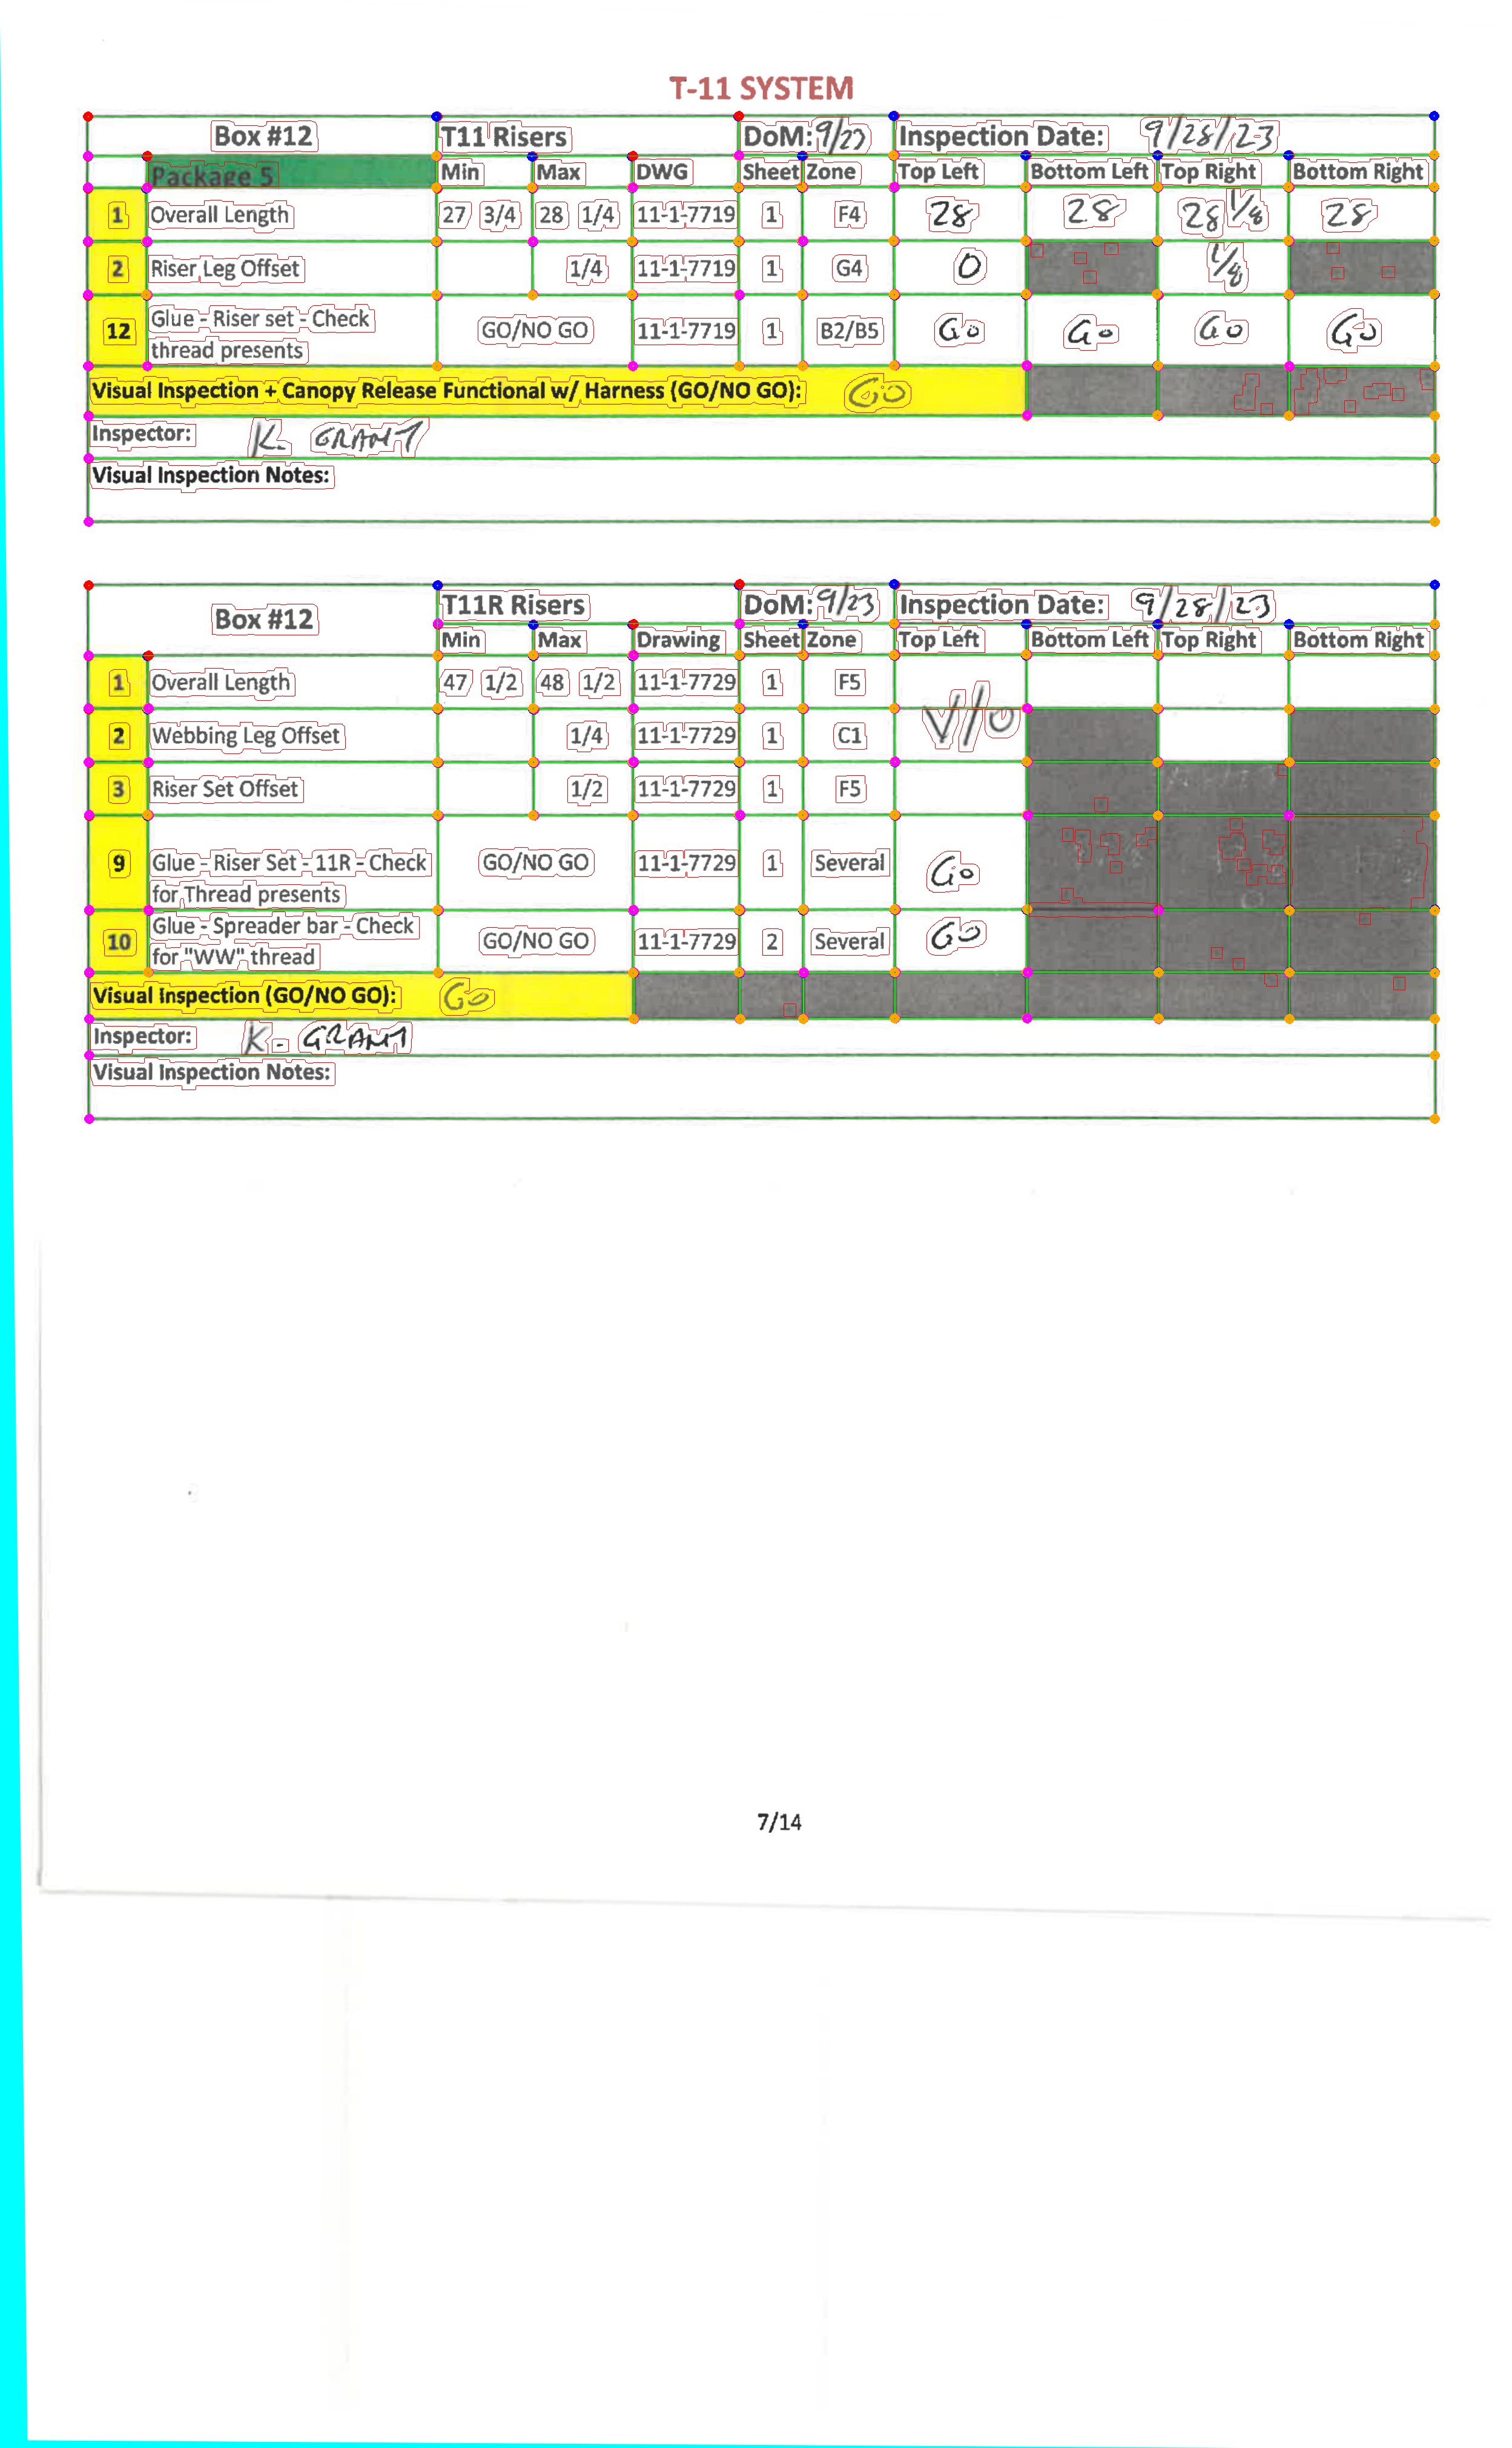 T-11 SYSTEM
Box #12 T11 Risers DoM: 9/23 Inspection Date: 9/28/23
Package 5 Min Max DWG Sheet Zone Top Left Bottom Left Top Right Bottom Right
1 Overall Length 27 3/4 28 1/4 11-1-7719 1 F4 28 28 28 1/8 28
2 Riser Leg Offset 1/4 11-1-7719 1 G4 0 1/8
12 Glue - Riser set - Check thread presents GO/NO GO 11-1-7719 1 B2/B5 Go Go Go Go
Visual Inspection + Canopy Release Functional w/ Harness (GO/NO GO): GO
Inspector: K. GRANT
Visual Inspection Notes:
Box #12 T11R Risers DoM: 9/23 Inspection Date: 9/28/23
Min Max Drawing Sheet Zone Top Left Bottom Left Top Right Bottom Right
1 Overall Length 47 1/2 48 1/2 11-1-7729 1 F5
2 Webbing Leg Offset 1/4 11-1-7729 1 C1 V/O
3 Riser Set Offset 1/2 11-1-7729 1 F5
9 Glue - Riser Set - 11R - Check for Thread presents GO/NO GO 11-1-7729 1 Several Go
10 Glue - Spreader bar - Check for "WW" thread GO/NO GO 11-1-7729 2 Several GO
Visual Inspection (GO/NO GO): GO
Inspector: K. GRANT
Visual Inspection Notes:
7/14